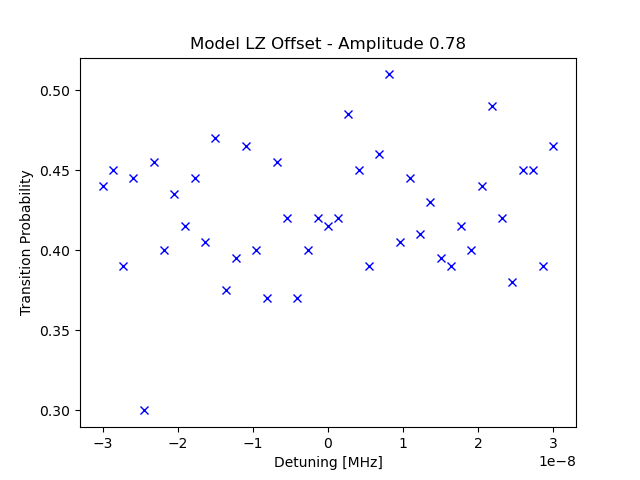 Model LZ Offset - Amplitude 0.78
Transition Probability
0.50
0.45
0.40
0.35
0.30
−3 −2 −1 0 1 2 3
1e−8
Detuning [MHz]